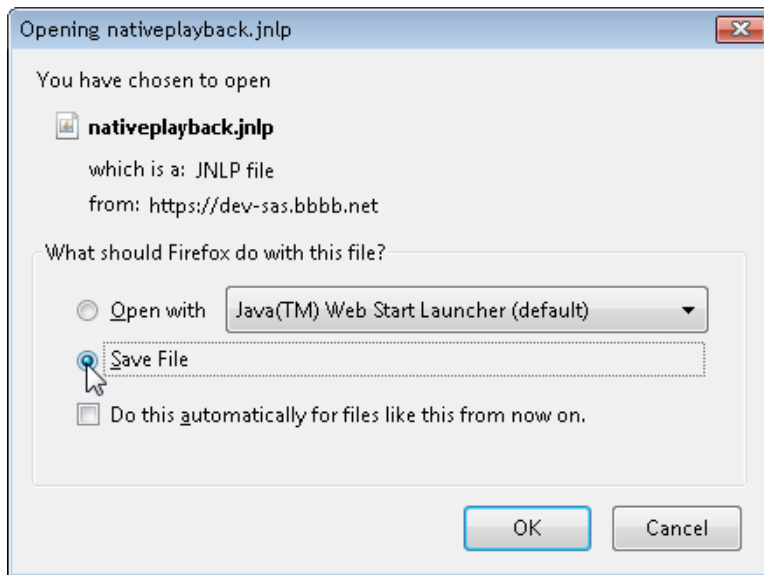 Opening nativeplayback.jnlp
You have chosen to open
nativeplayback.jnlp
which is a: JNLP file
from: https://dev-sas.bbbb.net
What should Firefox do with this file?
Open with Java(TM) Web Start Launcher (default)
Save File
Do this automatically for files like this from now on.
OK Cancel